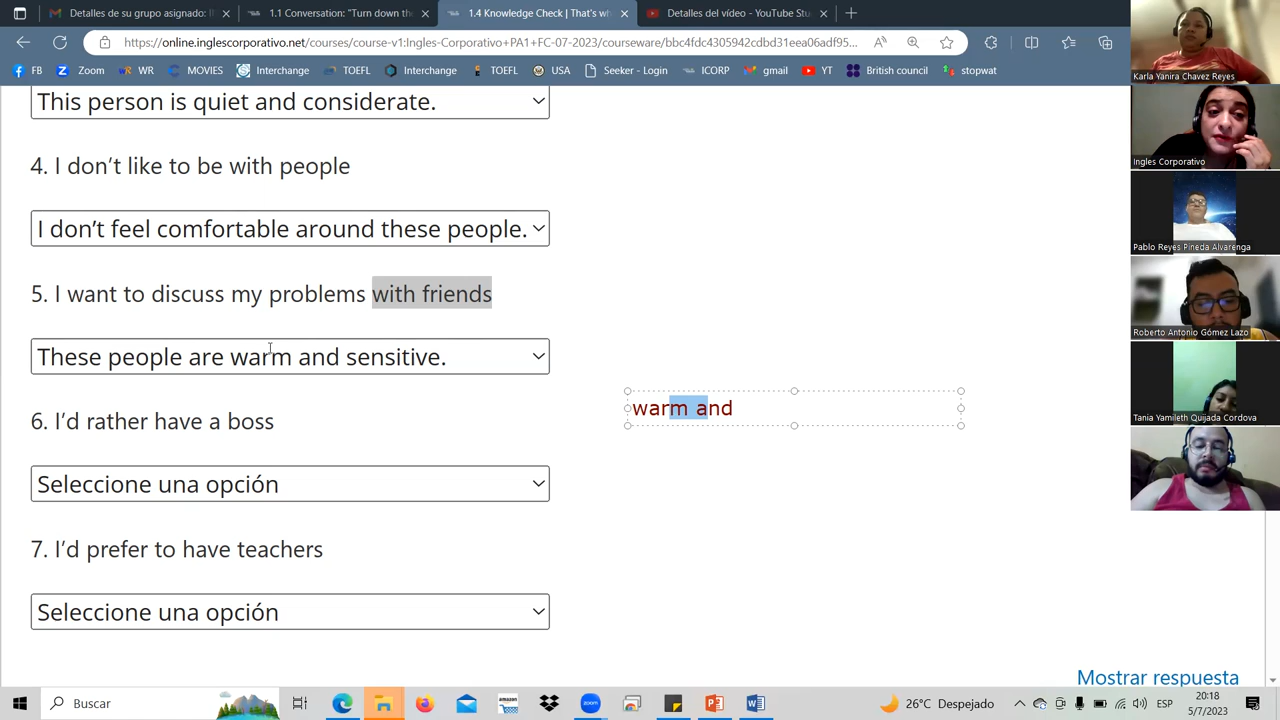 Detalles de su grupo asignado: I
1.1 Conversation: "Turn down th
1.4 Knowledge Check | That's wh
Detalles del vídeo - YouTube Stu
https://online.inglescorporativo.net/courses/course-v1:Ingles-Corporativo+PA1+FC-07-2023/courseware/bbc4fdc4305942cdbd31eea06adf95...
FB
Zoom
WR
MOVIES
Interchange
TOEFL
Interchange
TOEFL
USA
Seeker - Login
ICORP
gmail
YT
British council
stopwat
This person is quiet and considerate.
4. I don’t like to be with people
I don’t feel comfortable around these people.
5. I want to discuss my problems with friends
These people are warm and sensitive.
warm and
6. I’d rather have a boss
Seleccione una opción
7. I’d prefer to have teachers
Seleccione una opción
Mostrar respuesta
Karla Yanira Chavez Reyes
Ingles Corporativo
Pablo Reyes Pineda Alvarenga
Roberto Antonio Gómez Lazo
Tania Yamileth Quijada Cordova
Buscar
26°C Despejado
ESP
20:18
5/7/2023